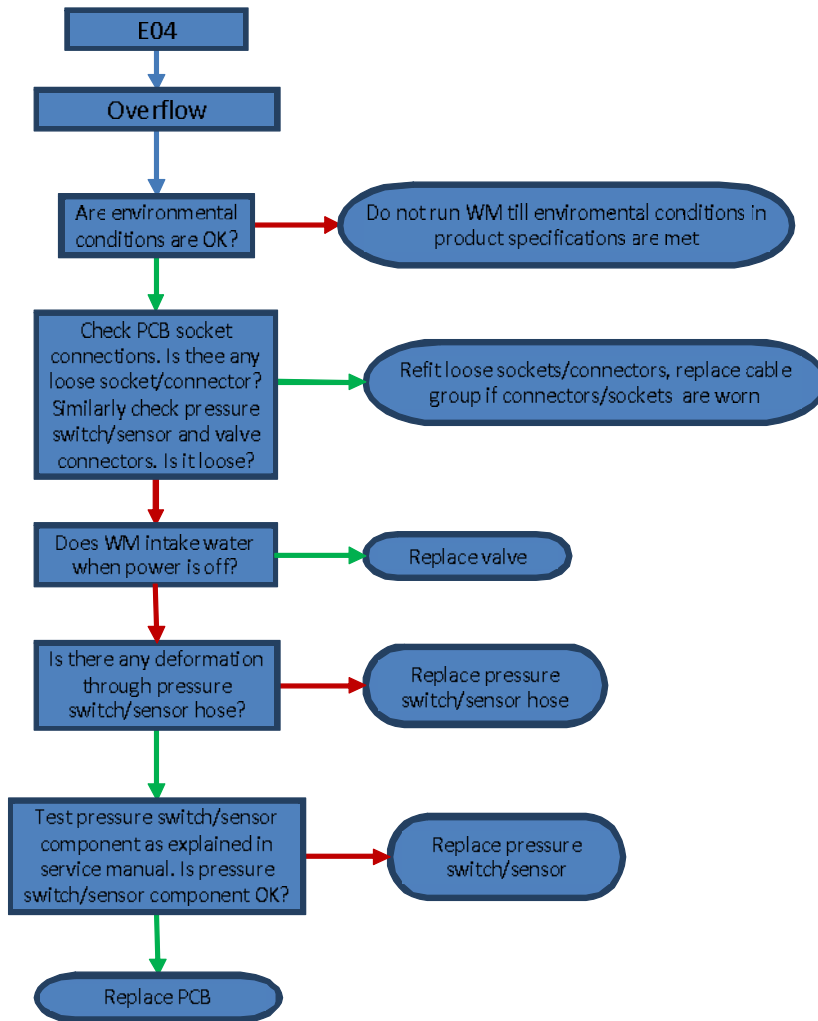 E04
Overflow
Are environmental
conditions are OK?
Do not run WM till enviromental conditions in
product specifications are met
Check PCB socket
connections. Is thee any
loose socket/connector?
Similarly check pressure
switch/sensor and valve
connectors. Is it loose?
Refit loose sockets/connectors, replace cable
group if connectors/sockets are worn
Does WM intake water
when power is off?
Replace valve
Is there any deformation
through pressure
switch/sensor hose?
Replace pressure
switch/sensor hose
Test pressure switch/sensor
component as explained in
service manual. Is pressure
switch/sensor component OK?
Replace pressure
switch/sensor
Replace PCB